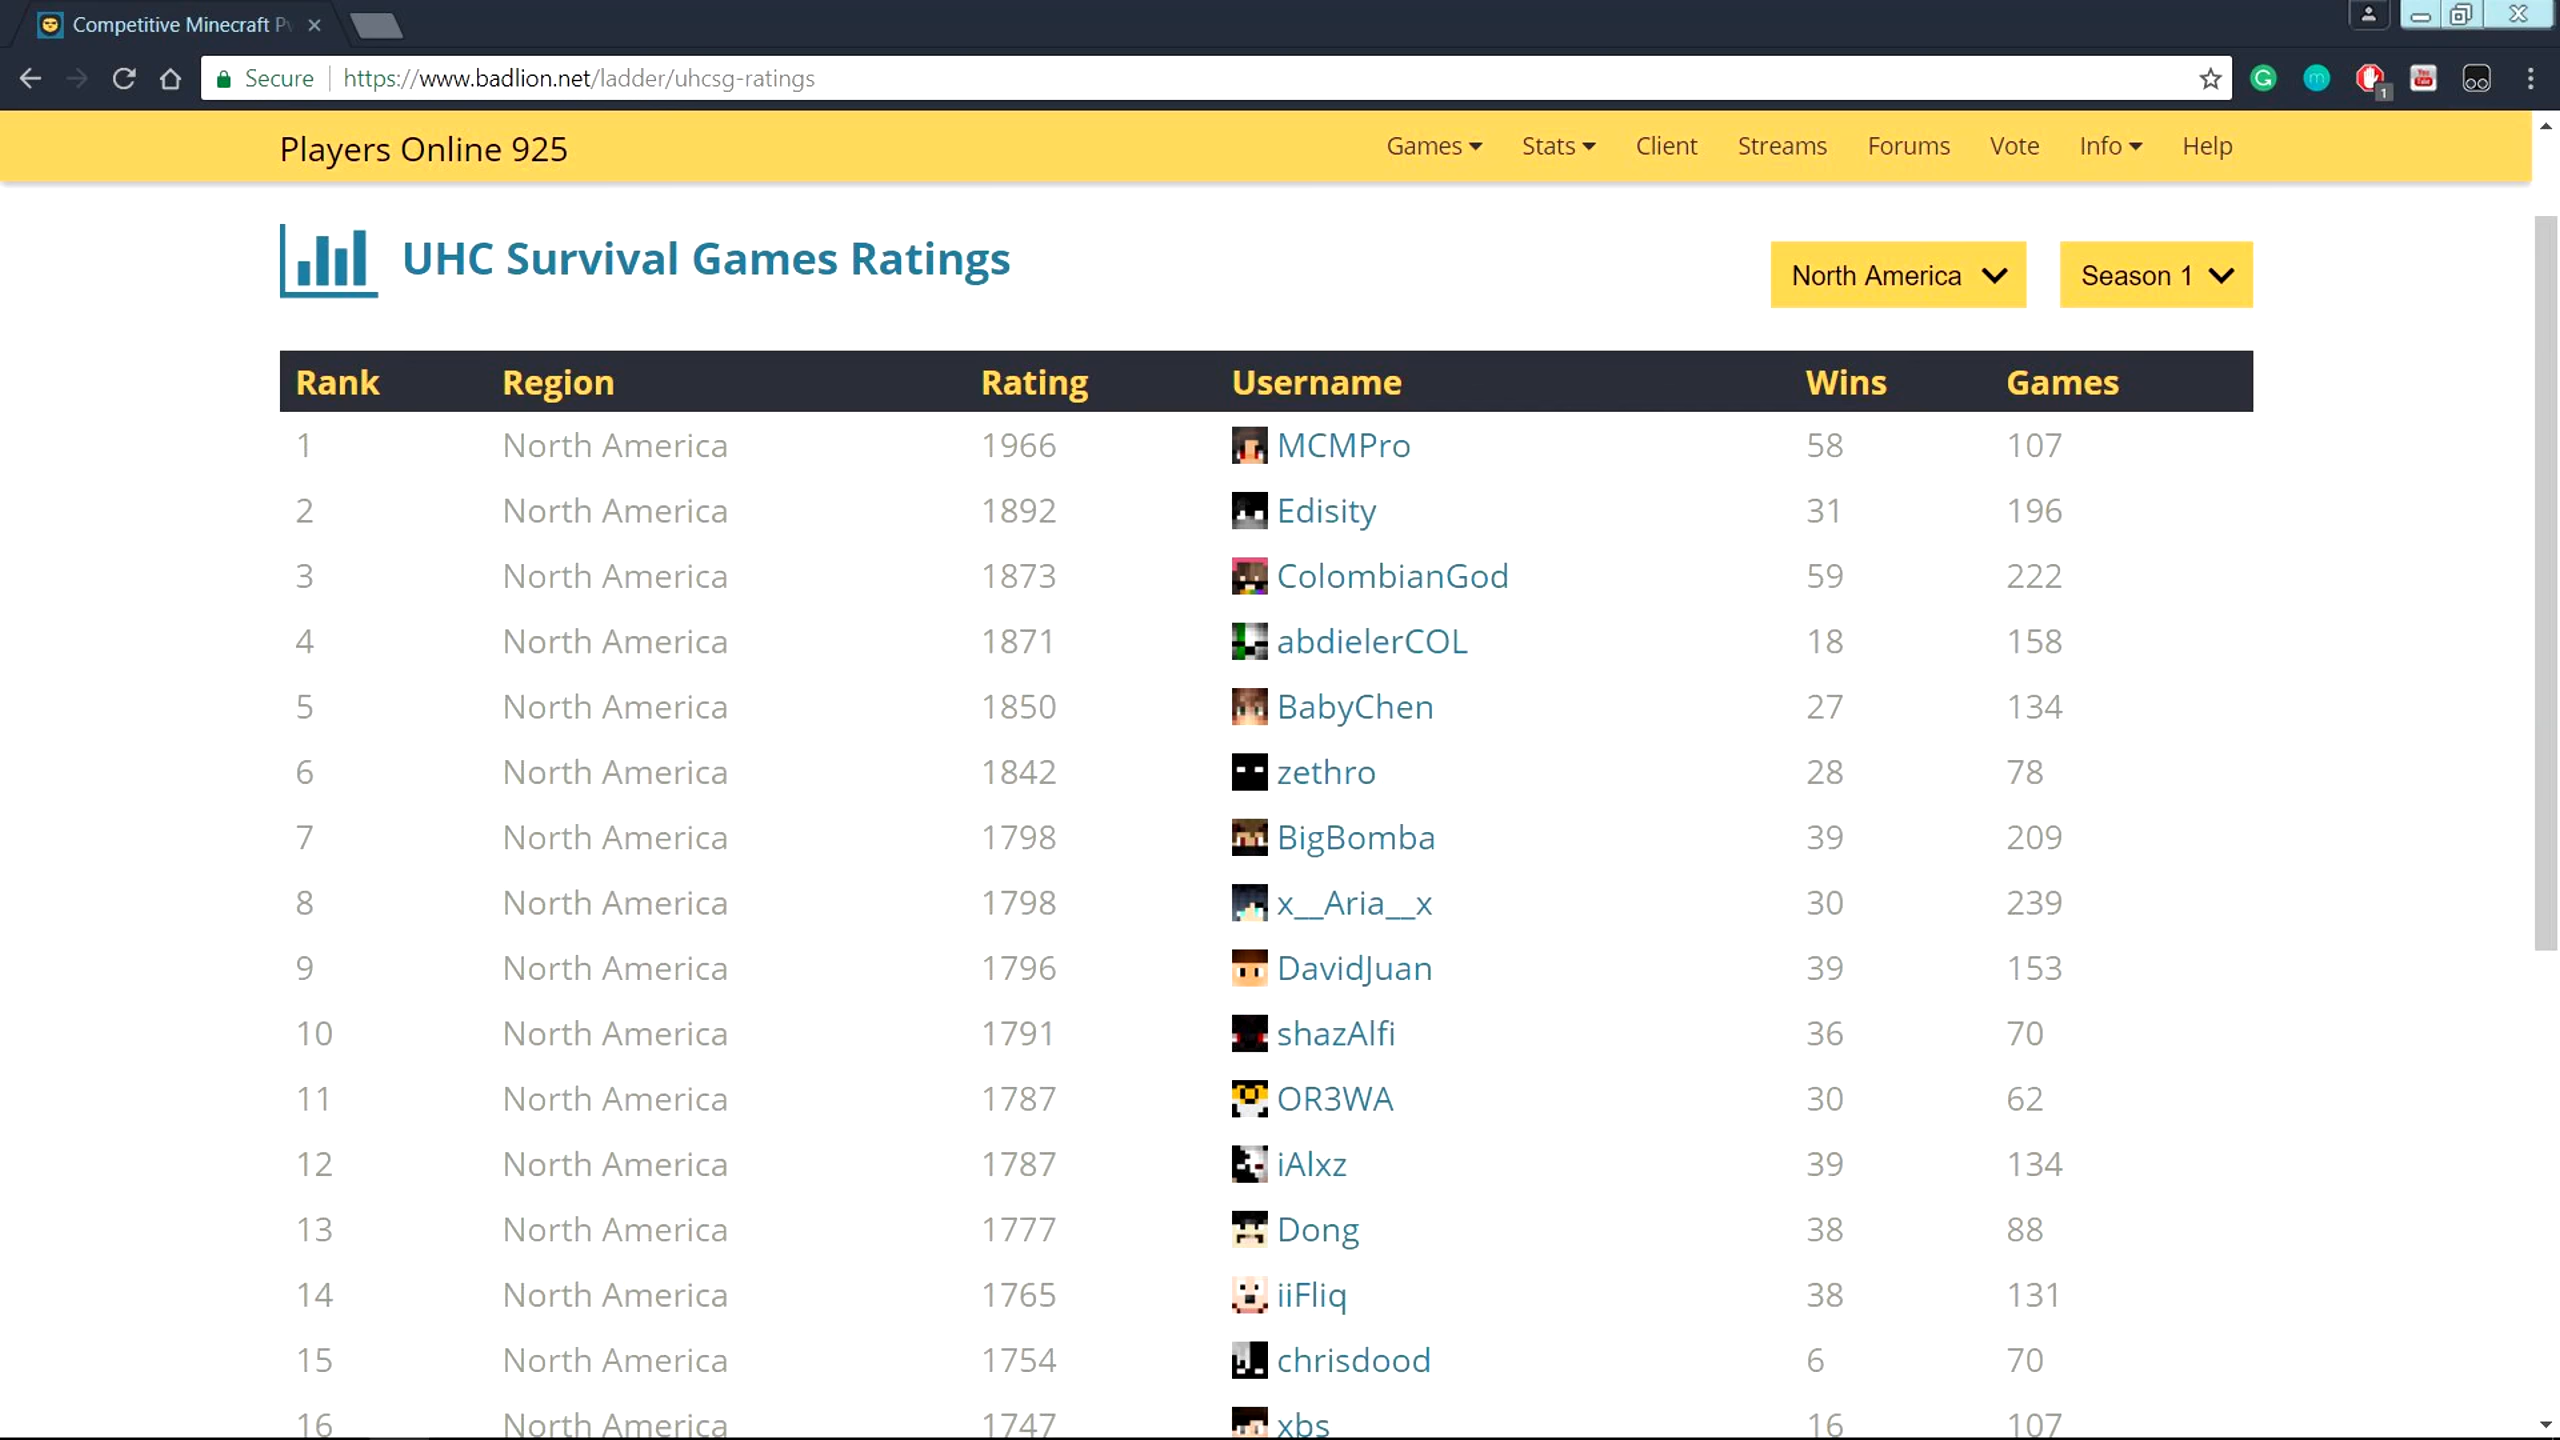 Competitive Minecraft Pv
Secure https://www.badlion.net/ladder/uhcsg-ratings
1
Players Online 925 Games Stats Client Streams Forums Vote Info Help
UHC Survival Games Ratings North America Season 1
Rank Region Rating Username Wins Games
1 North America 1966 MCMPro 58 107
2 North America 1892 Edisity 31 196
3 North America 1873 ColombianGod 59 222
4 North America 1871 abdielerCOL 18 158
5 North America 1850 BabyChen 27 134
6 North America 1842 zethro 28 78
7 North America 1798 BigBomba 39 209
8 North America 1798 x__Aria__x 30 239
9 North America 1796 DavidJuan 39 153
10 North America 1791 shazAlfi 36 70
11 North America 1787 OR3WA 30 62
12 North America 1787 iAlxz 39 134
13 North America 1777 Dong 38 88
14 North America 1765 iiFliq 38 131
15 North America 1754 chrisdood 6 70
16 North America 1747 xbs 16 107